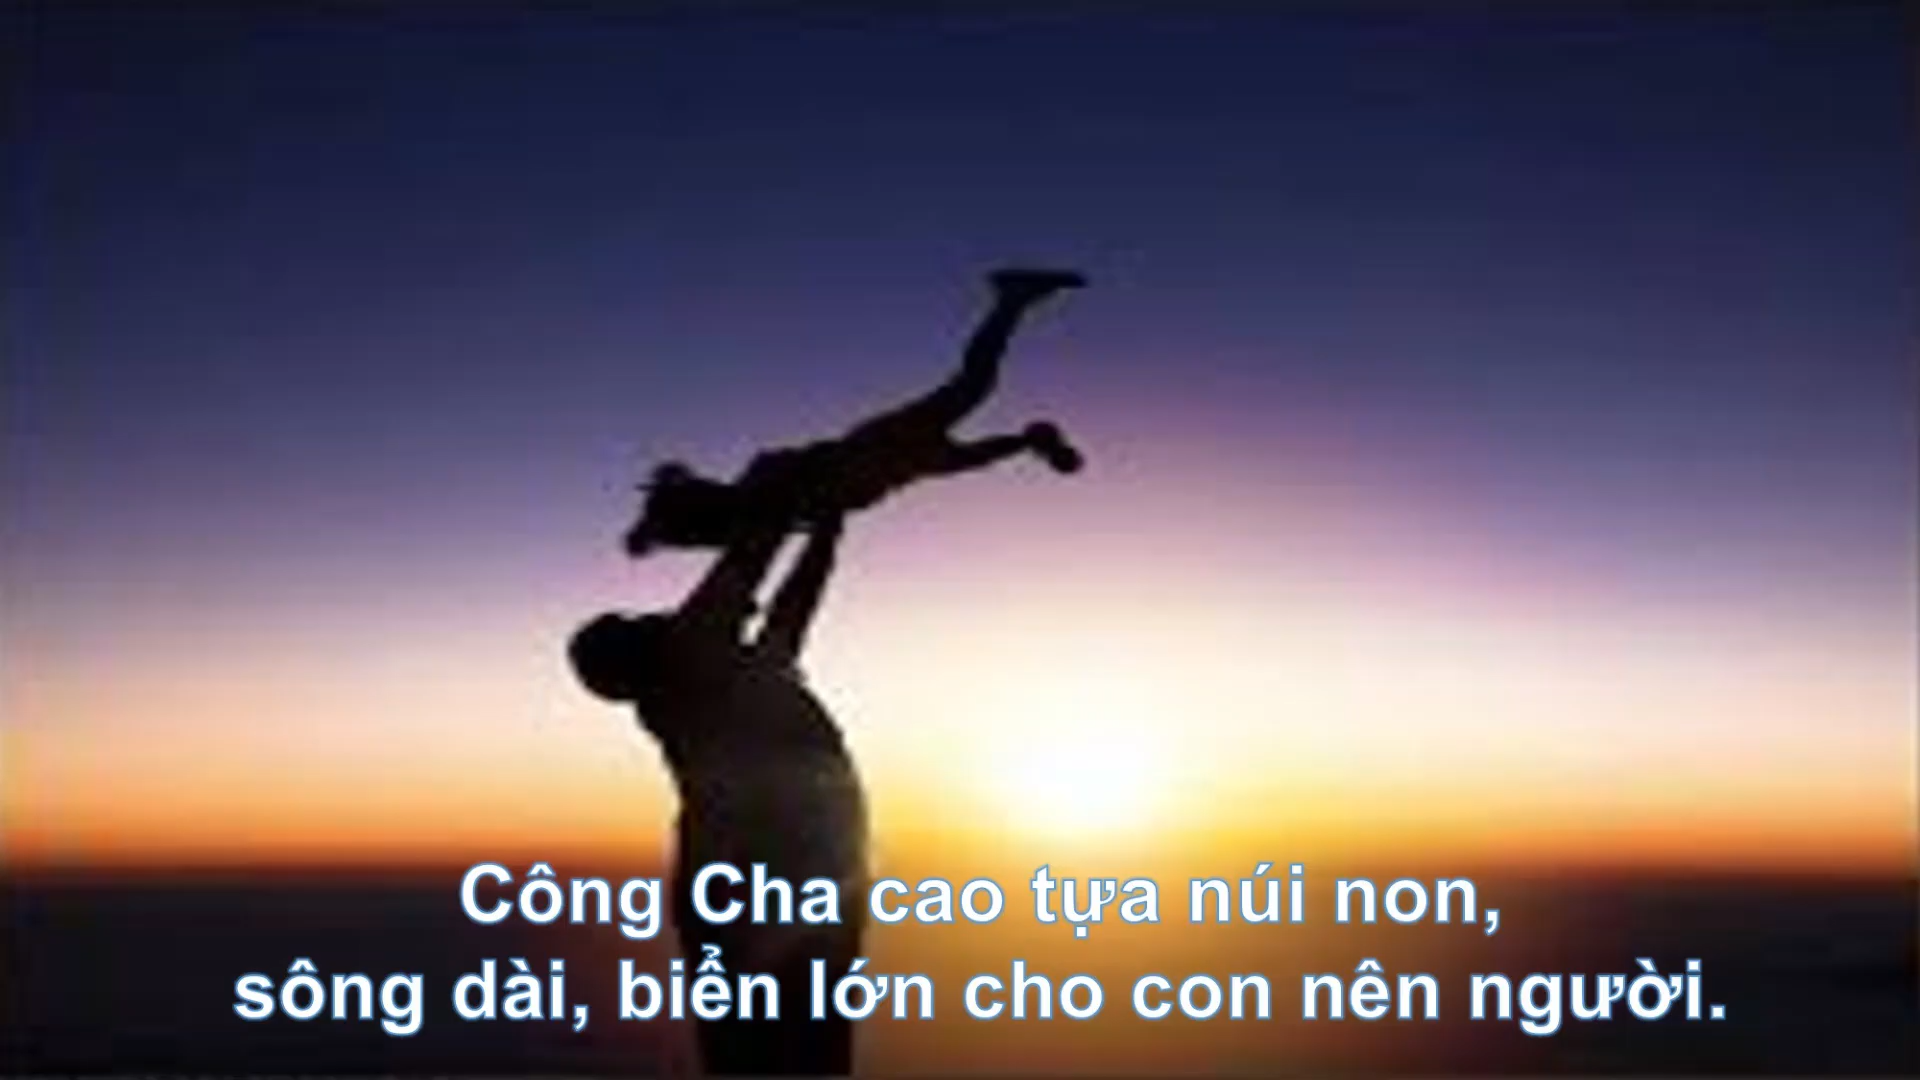 Công Cha cao tựa núi non,
sông dài, biển lớn cho con nên người.